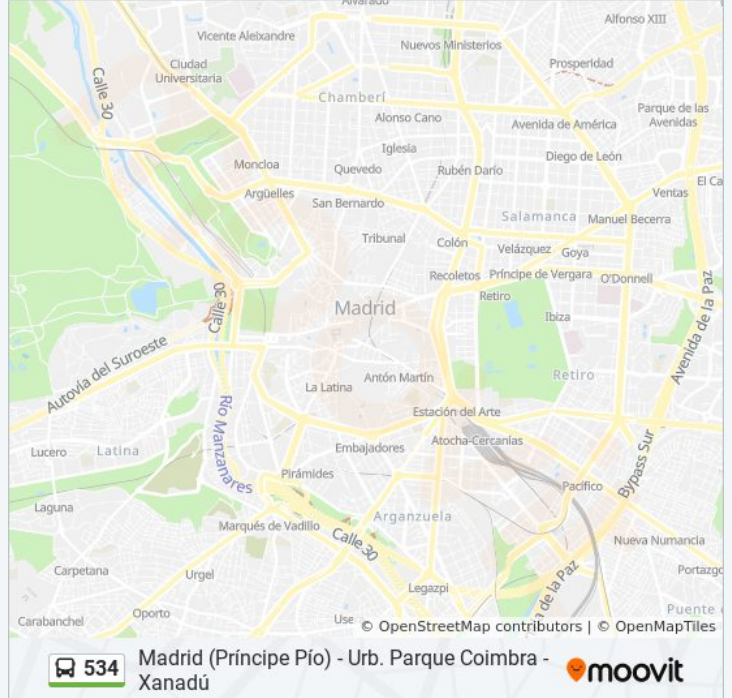 Alvarado
Alfonso XIII
Vicente Aleixandre
Nuevos Ministerios
Ciudad
Universitaria
Prosperidad
Calle 30
Chamberí
Parque de las
Avenidas
Alonso Cano
Avenida de América
Iglesia
Diego de León
Moncloa
Quevedo
Rubén Darío
El Ca
Argüelles
Ventas
San Bernardo
Salamanca
Manuel Becerra
Tribunal
Colón
Velázquez
Goya
Recoletos
Príncipe de Vergara
O'Donnell
Calle 30
Retiro
Madrid
Ibiza
Avenida de la Paz
Autovía del Suroeste
Antón Martín
Retiro
La Latina
Estación del Arte
Río Manzanares
Atocha-Cercanías
Lucero
Latina
Embajadores
Bypass Sur
Pirámides
Pacífico
Laguna
Arganzuela
Marqués de Vadillo
Calle 30
Nueva Numancia
Carpetana
Urgel
Portazgo
Legazpi
a de la Paz
Carabanchel
Oporto
Use
Puente
© OpenStreetMap contributors | © OpenMapTiles
534
Madrid (Príncipe Pío) - Urb. Parque Coimbra -
Xanadú
moovit